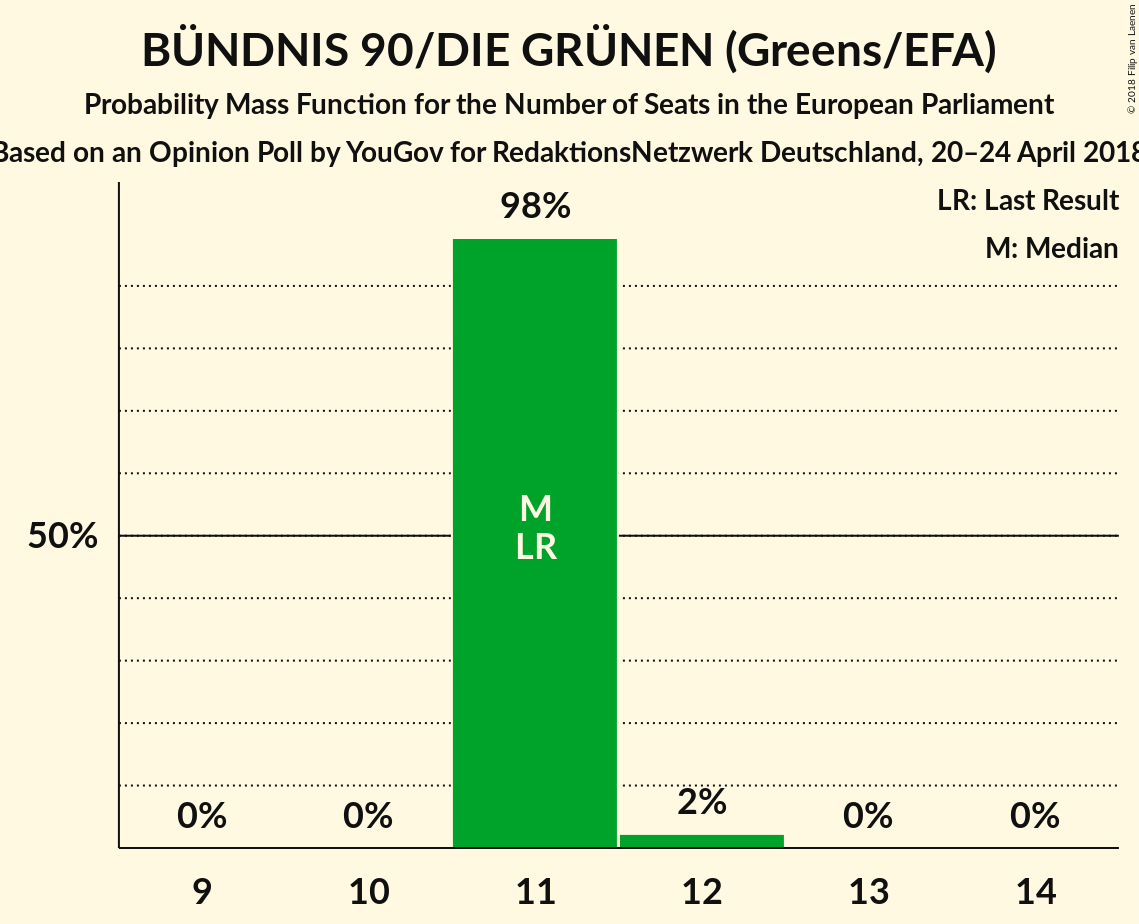 BÜNDNIS 90/DIE GRÜNEN (Greens/EFA)
Probability Mass Function for the Number of Seats in the European Parliament
Based on an Opinion Poll by YouGov for RedaktionsNetzwerk Deutschland, 20–24 April 2018
© 2018 Filip van Laenen
LR: Last Result
M: Median
98%
50%
M
LR
0%
0%
2%
0%
0%
9
10
11
12
13
14